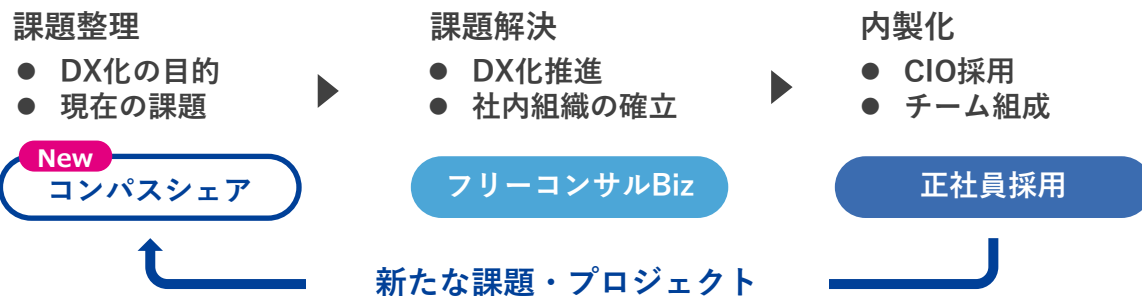 課題整理
● DX化の目的
● 現在の課題
New
コンパスシェア
課題解決
● DX化推進
● 社内組織の確立
フリーコンサルBiz
内製化
● CIO採用
● チーム組成
正社員採用
新たな課題・プロジェクト